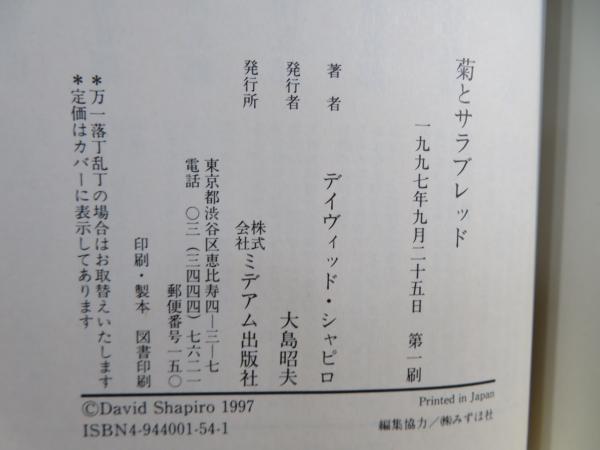 菊とサラブレッド
一九九七年九月二十五日　第一刷
著　者　デイヴィッド・シャピロ
発行者　大島昭夫
発行所　株式会社ミデアム出版社
東京都渋谷区恵比寿四—三—七
郵便番号一五〇
電話　〇三（三四四四）七六二一
印刷・製本　図書印刷
＊万一落丁乱丁の場合はお取替えいたします
＊定価はカバーに表示してあります
©David Shapiro 1997
ISBN4-944001-54-1
Printed in Japan
編集協力／㈱みずほ社